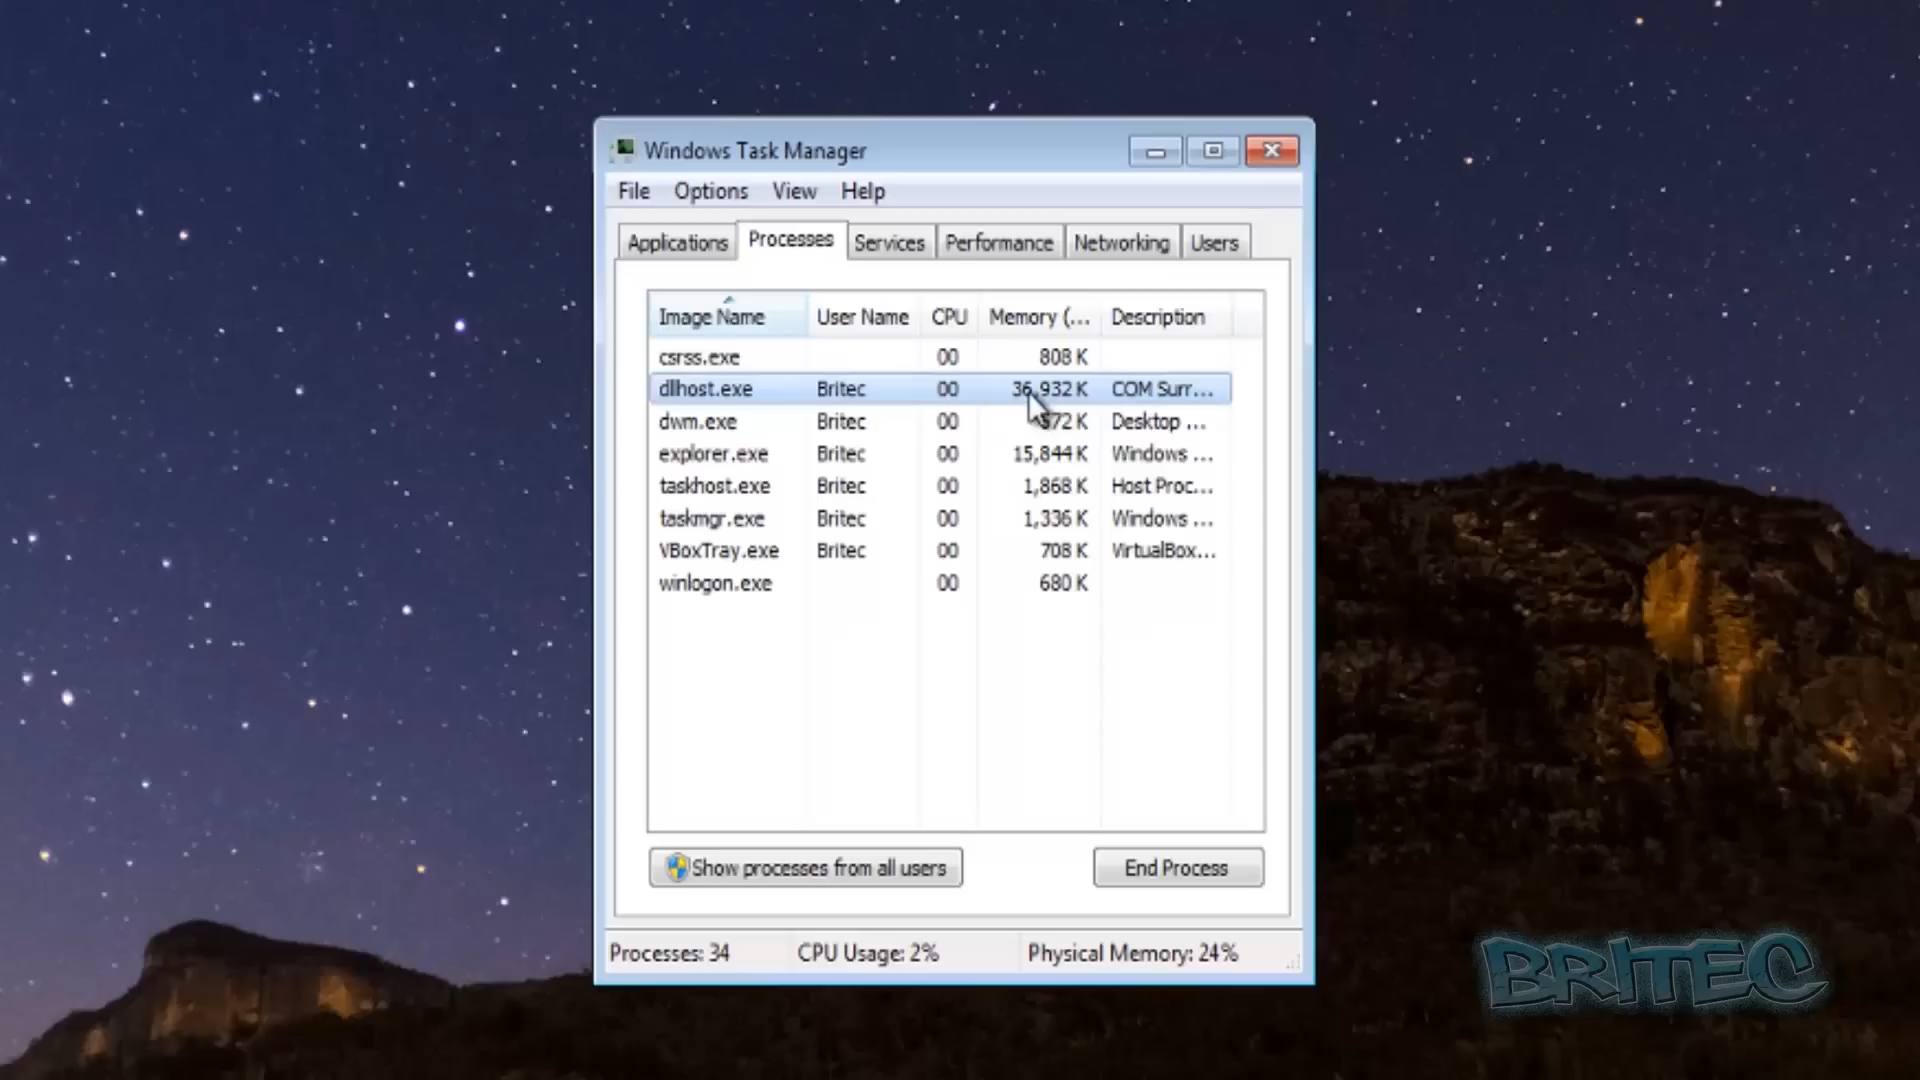 Windows Task Manager
File Options View Help
Applications Processes Services Performance Networking Users
Image Name User Name CPU Memory (... Description
csrss.exe 00 808 K
dllhost.exe Britec 00 36,932 K COM Surr...
dwm.exe Britec 00 572 K Desktop ...
explorer.exe Britec 00 15,844 K Windows ...
taskhost.exe Britec 00 1,868 K Host Proc...
taskmgr.exe Britec 00 1,336 K Windows ...
VBoxTray.exe Britec 00 708 K VirtualBox...
winlogon.exe 00 680 K
Show processes from all users End Process
Processes: 34 CPU Usage: 2% Physical Memory: 24%
BRITEC